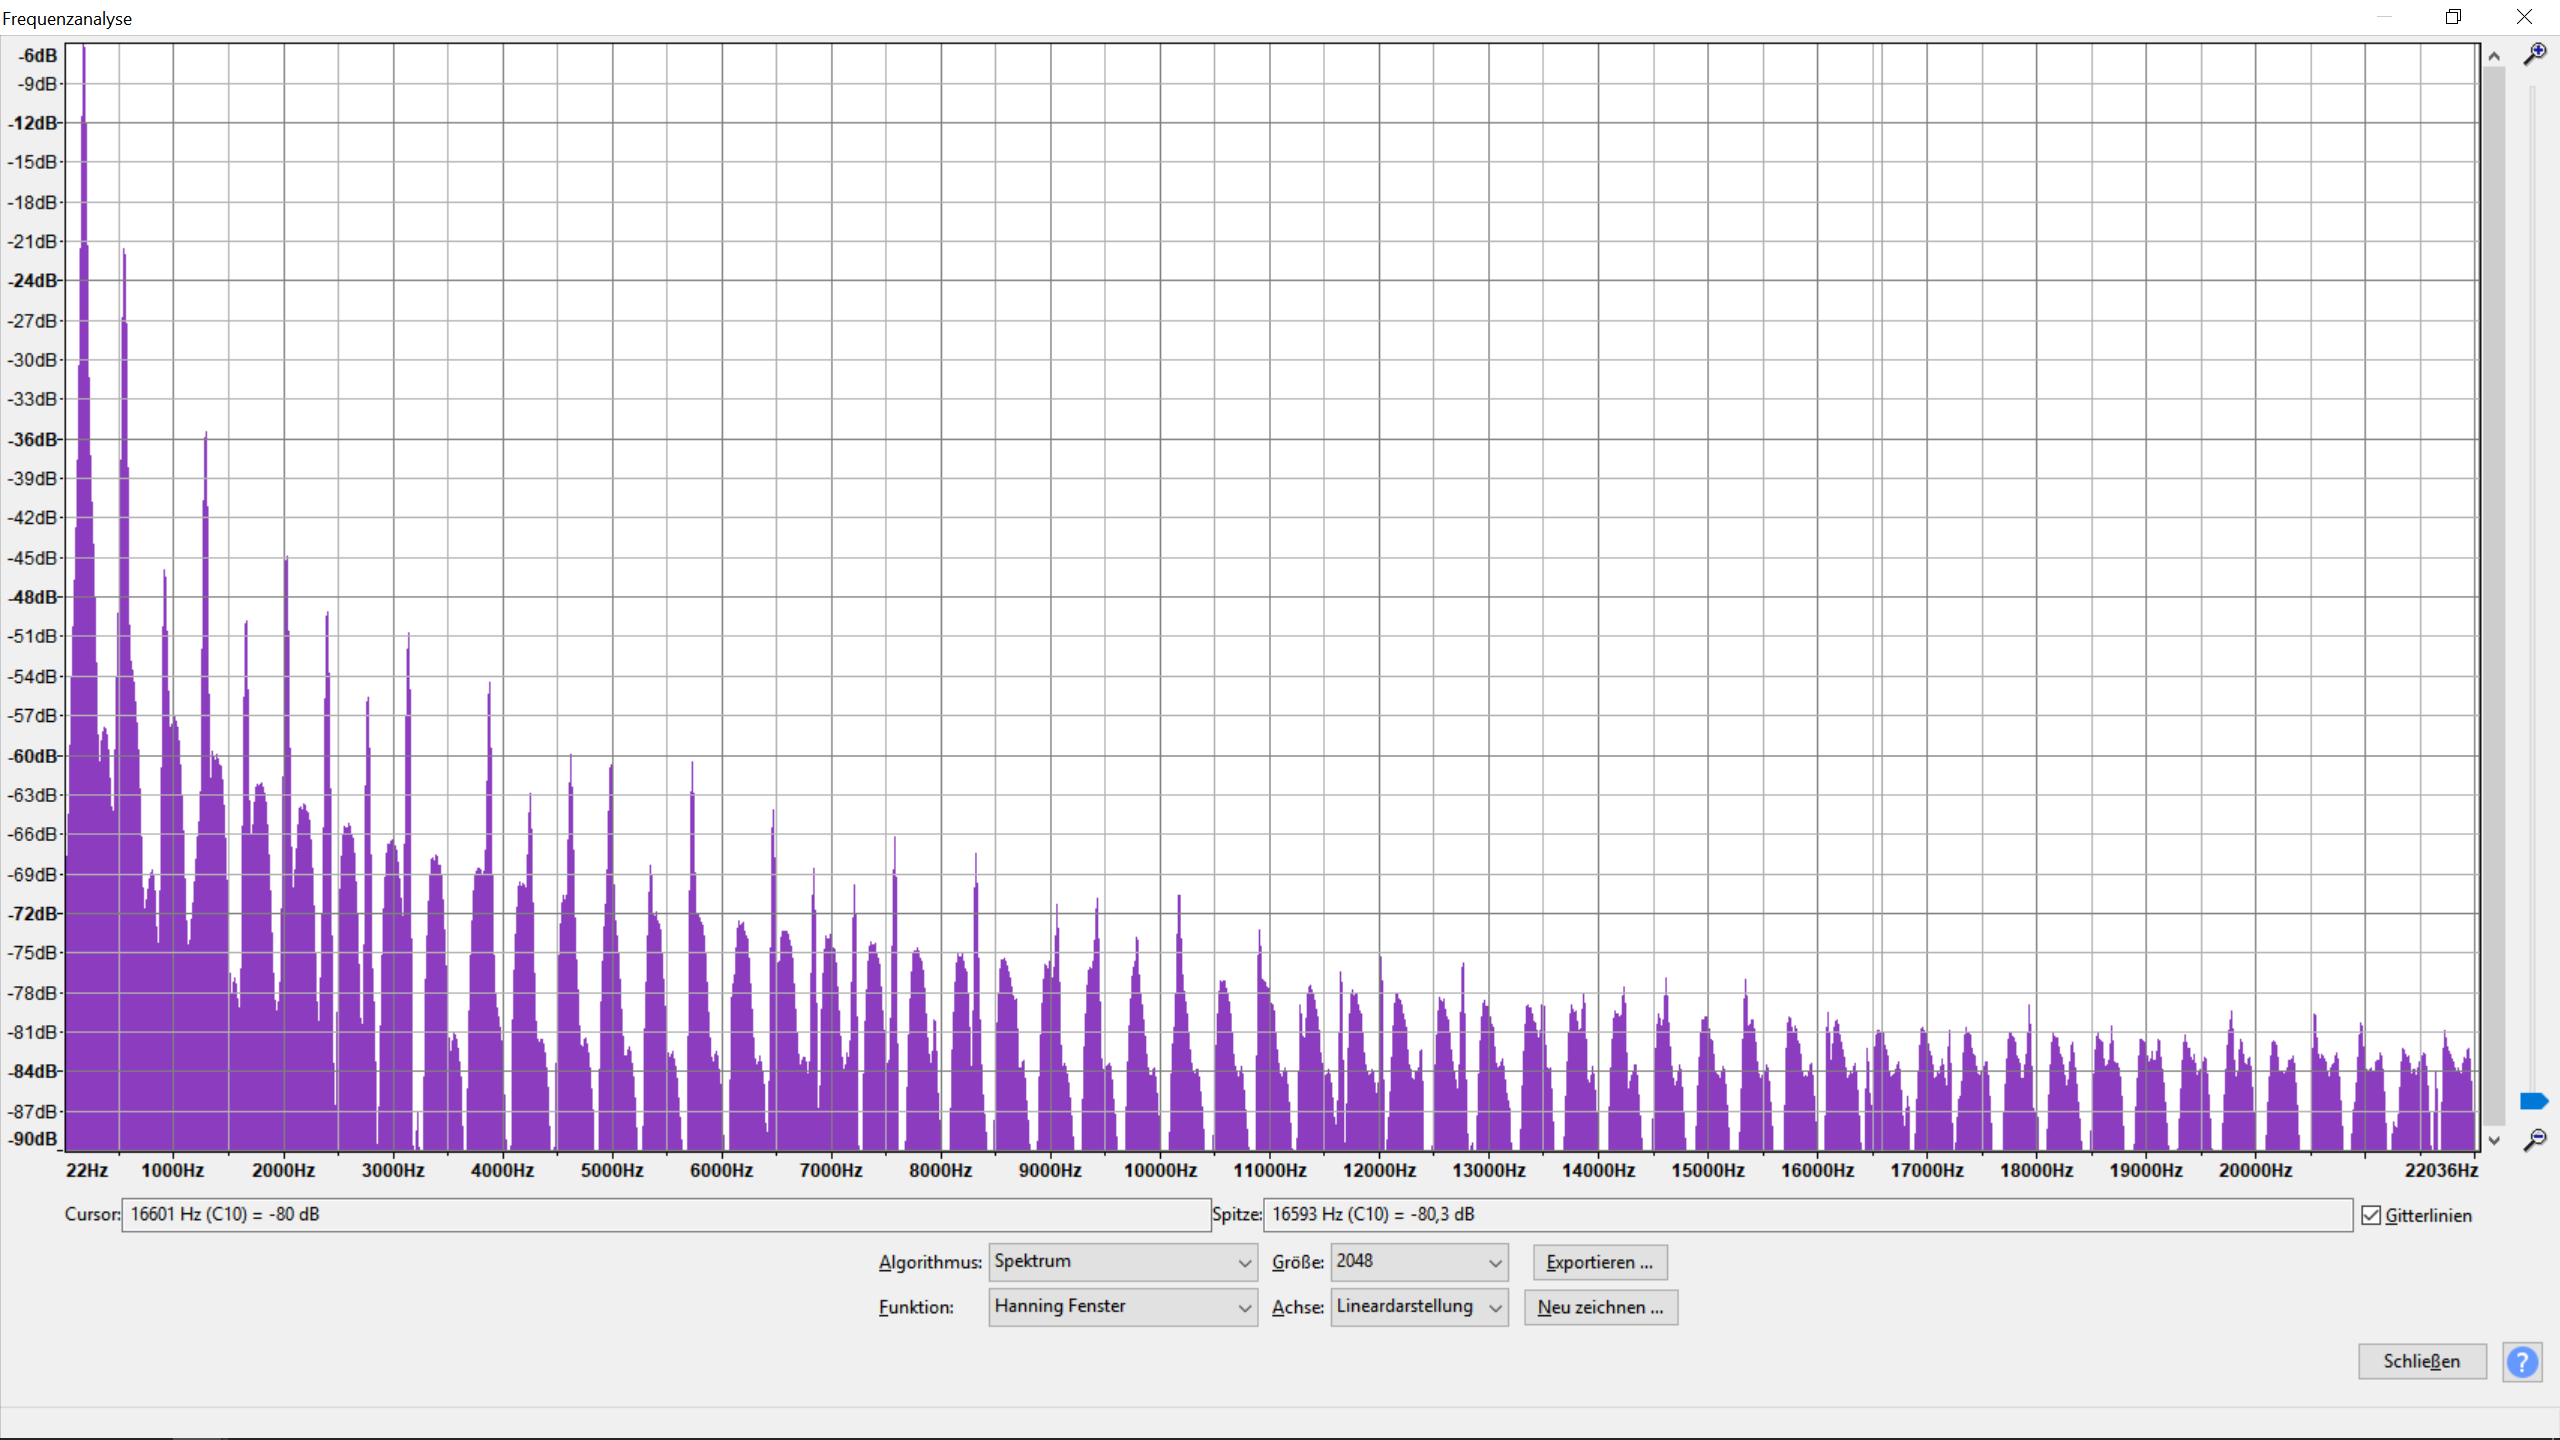 Frequenzanalyse
-6dB
-9dB
-12dB
-15dB
-18dB
-21dB
-24dB
-27dB
-30dB
-33dB
-36dB
-39dB
-42dB
-45dB
-48dB
-51dB
-54dB
-57dB
-60dB
-63dB
-66dB
-69dB
-72dB
-75dB
-78dB
-81dB
-84dB
-87dB
-90dB
22Hz 1000Hz 2000Hz 3000Hz 4000Hz 5000Hz 6000Hz 7000Hz 8000Hz 9000Hz 10000Hz 11000Hz 12000Hz 13000Hz 14000Hz 15000Hz 16000Hz 17000Hz 18000Hz 19000Hz 20000Hz 22036Hz
Cursor: 16601 Hz (C10) = -80 dB Spitze: 16593 Hz (C10) = -80,3 dB Gitterlinien
Algorithmus: Spektrum Größe: 2048 Exportieren ...
Funktion: Hanning Fenster Achse: Lineardarstellung Neu zeichnen ...
Schließen ?